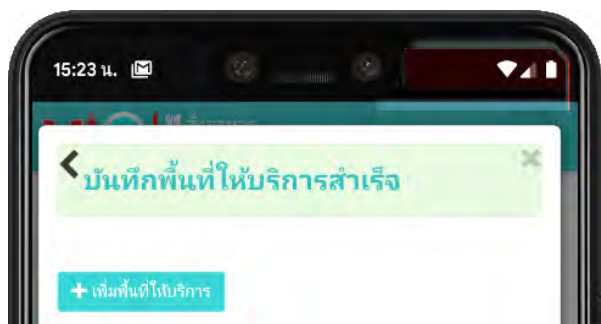 15:23 น.
บันทึกพื้นที่ให้บริการสำเร็จ
+ เพิ่มพื้นที่ให้บริการ